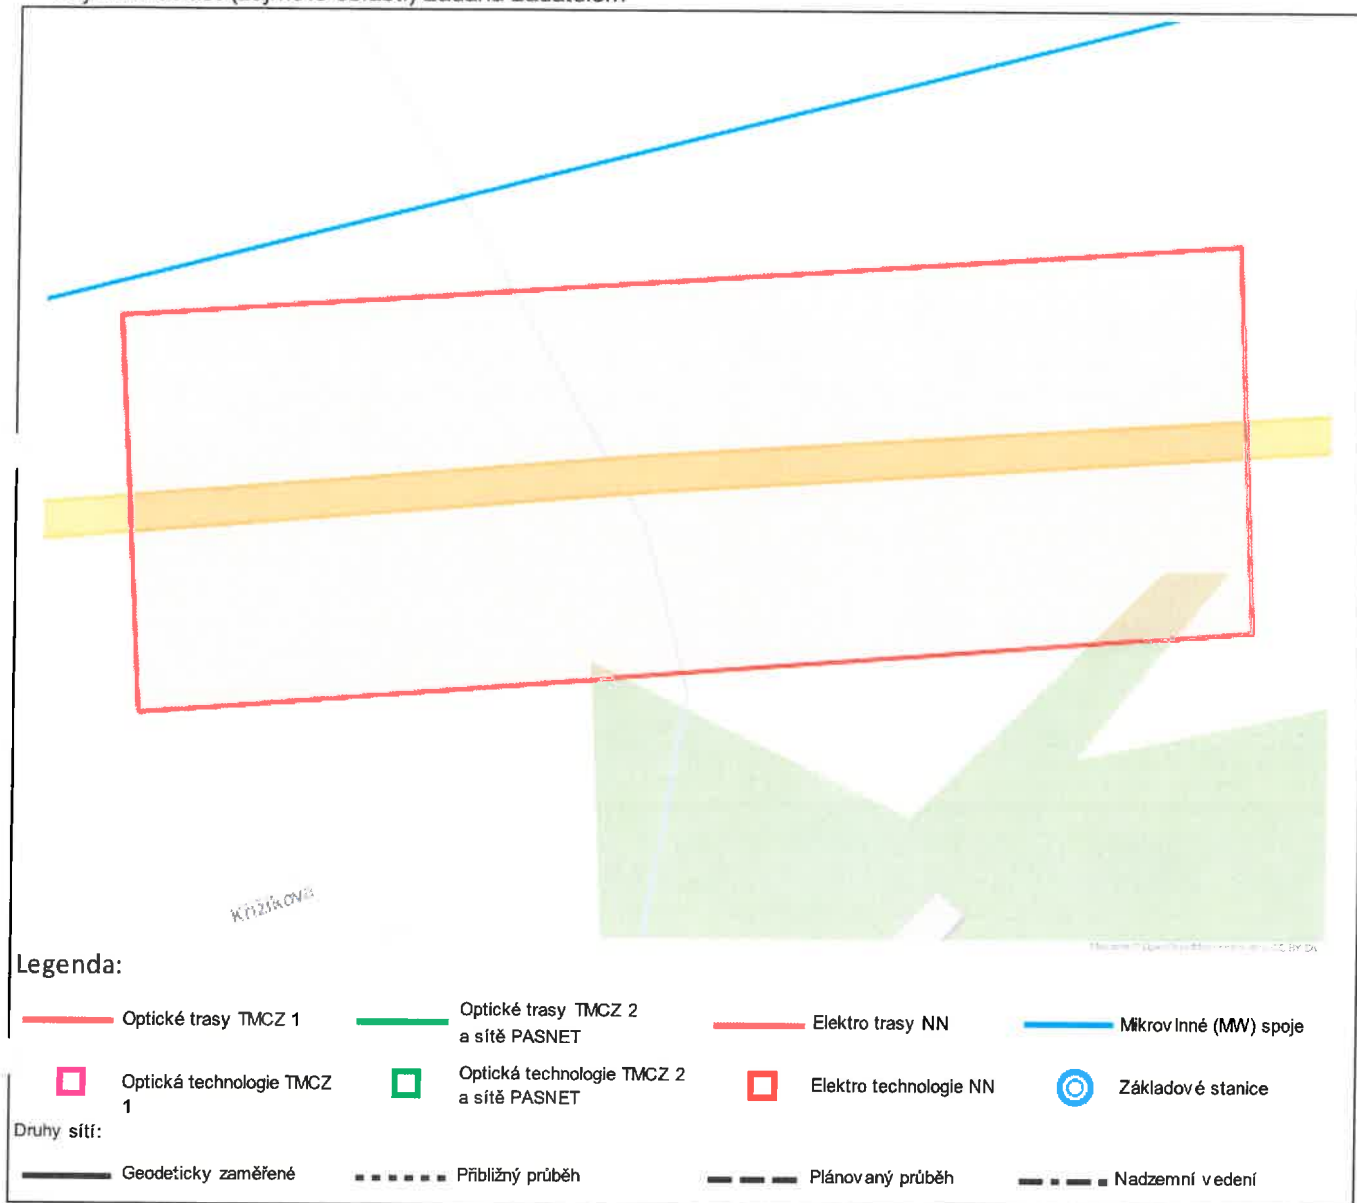 Křižíkova
Legenda:
Optické trasy TMCZ 1
Optické trasy TMCZ 2
a sítě PASNET
Elektro trasy NN
Mikrovlnné (MW) spoje
Optická technologie TMCZ
1
Optická technologie TMCZ 2
a sítě PASNET
Elektro technologie NN
Základové stanice
Druhy sítí:
Geodeticky zaměřené
Přibližný průběh
Plánovaný průběh
Nadzemní vedení